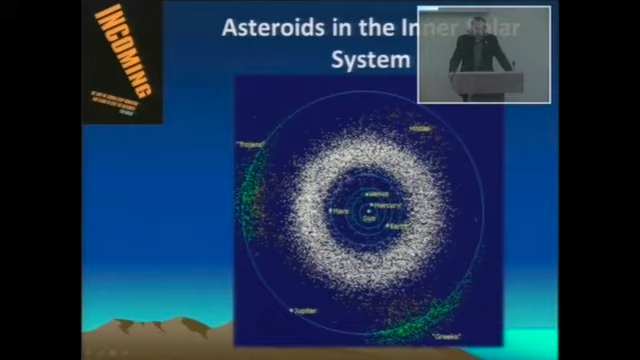 INCOMING
Asteroids in the Inner Solar
System
"Trojans"
Hildas
Venus
Mercury
Mars
Sun
Earth
Jupiter
"Greeks"